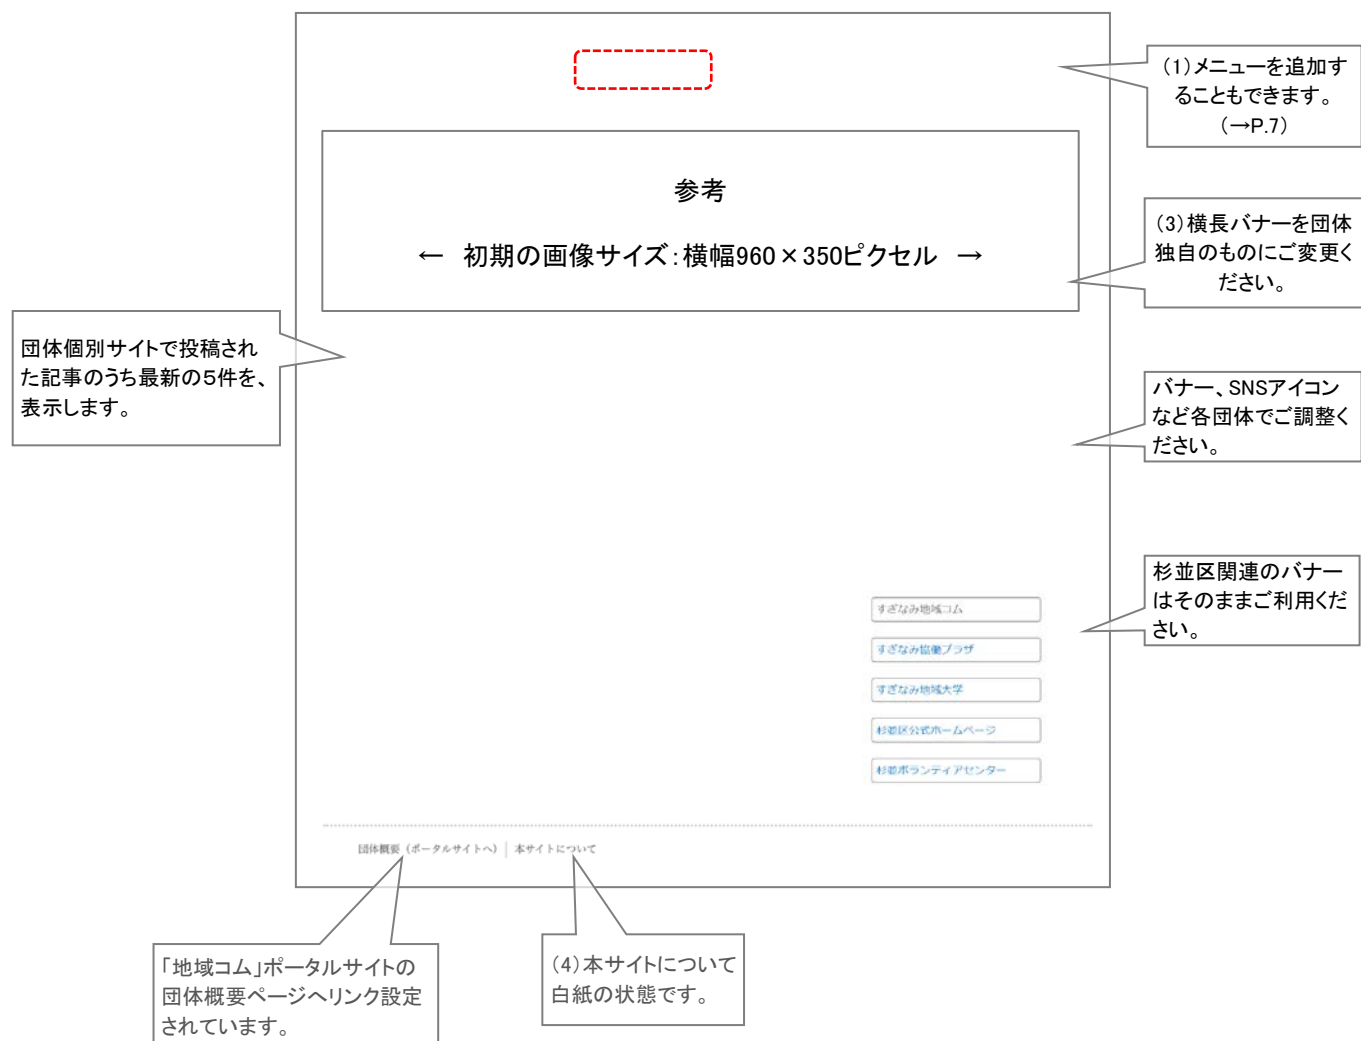 (1)メニューを追加す
ることもできます。
(→P.7)
参考
← 初期の画像サイズ:横幅960×350ピクセル →
(3)横長バナーを団体
独自のものにご変更く
ださい。
団体個別サイトで投稿され
た記事のうち最新の5件を、
表示します。
バナー、SNSアイコン
など各団体でご調整く
ださい。
杉並区関連のバナー
はそのままご利用くだ
さい。
すぎなみ地域コム
すぎなみ協働プラザ
すぎなみ地域大学
杉並区公式ホームページ
杉並ボランティアセンター
団体概要（ポータルサイトへ）｜本サイトについて
「地域コム」ポータルサイトの
団体概要ページへリンク設定
されています。
(4)本サイトについて
白紙の状態です。